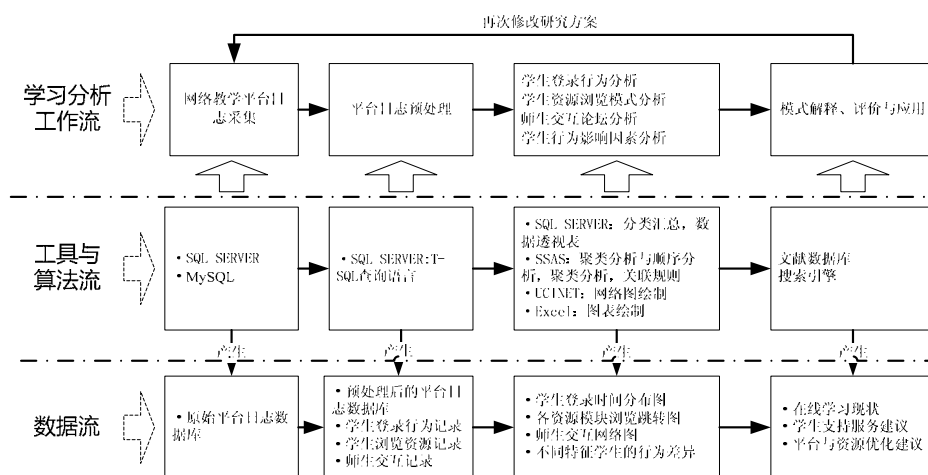 再次修改研究方案
学习分析
工作流
网络教学平台日
志采集
平台日志预处理
学生登录行为分析
学生资源浏览模式分析
师生交互论坛分析
学生行为影响因素分析
模式解释、评价与应用
工具与
算法流
• SQL SERVER
• MySQL
• SQL SERVER:T-
SQL查询语言
• SQL SERVER: 分类汇总，数
据透视表
• SSAS: 聚类分析与顺序分
析，聚类分析，关联规则
• UCINET: 网络图绘制
• Excel: 图表绘制
文献数据库
搜索引擎
产生
产生
产生
产生
数据流
• 原始平台日志数
据库
• 预处理后的平台日
志数据库
• 学生登录行为记录
• 学生浏览资源记录
• 师生交互记录
• 学生登录时间分布图
• 各资源模块浏览跳转图
• 师生交互网络图
• 不同特征学生的行为差异
• 在线学习现状
• 学生支持服务建议
• 平台与资源优化建议